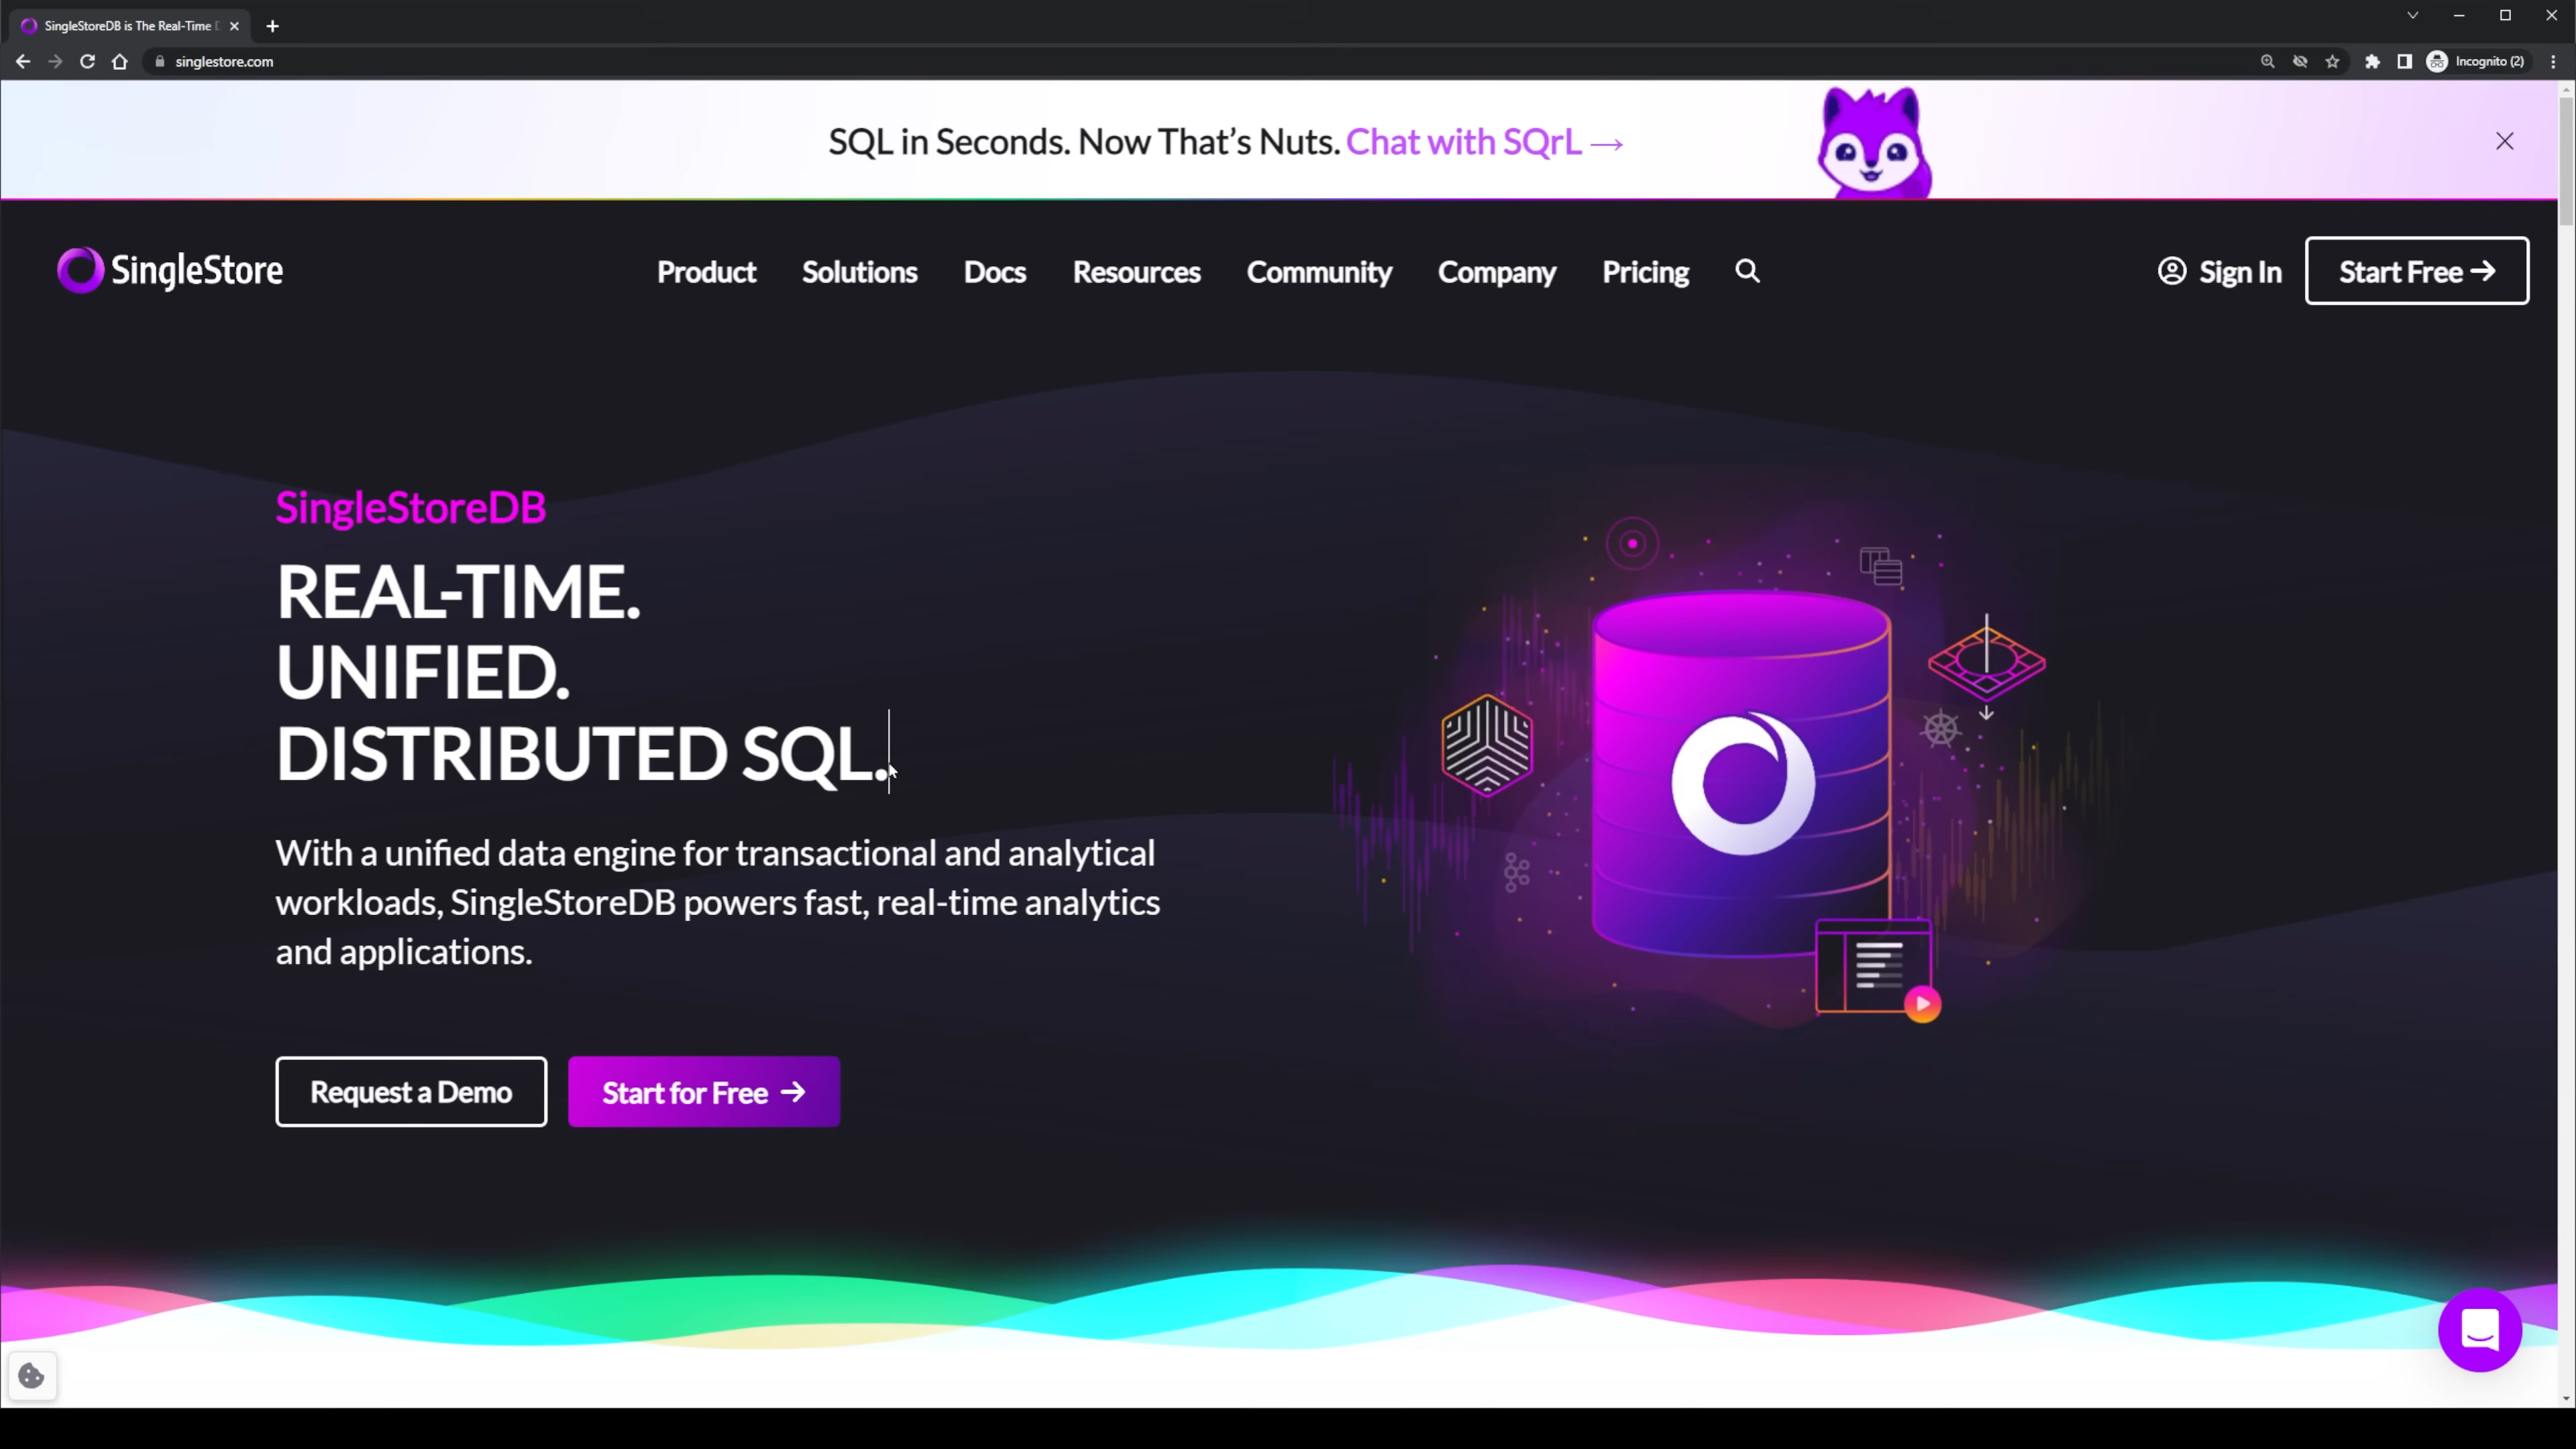 SingleStoreDB is The Real-Time
singlestore.com
Incognito (2)
SQL in Seconds. Now That's Nuts. Chat with SQrL →
SingleStore
Product
Solutions
Docs
Resources
Community
Company
Pricing
Sign In
Start Free →
SingleStoreDB
REAL-TIME.
UNIFIED.
DISTRIBUTED SQL.
With a unified data engine for transactional and analytical
workloads, SingleStoreDB powers fast, real-time analytics
and applications.
Request a Demo
Start for Free →